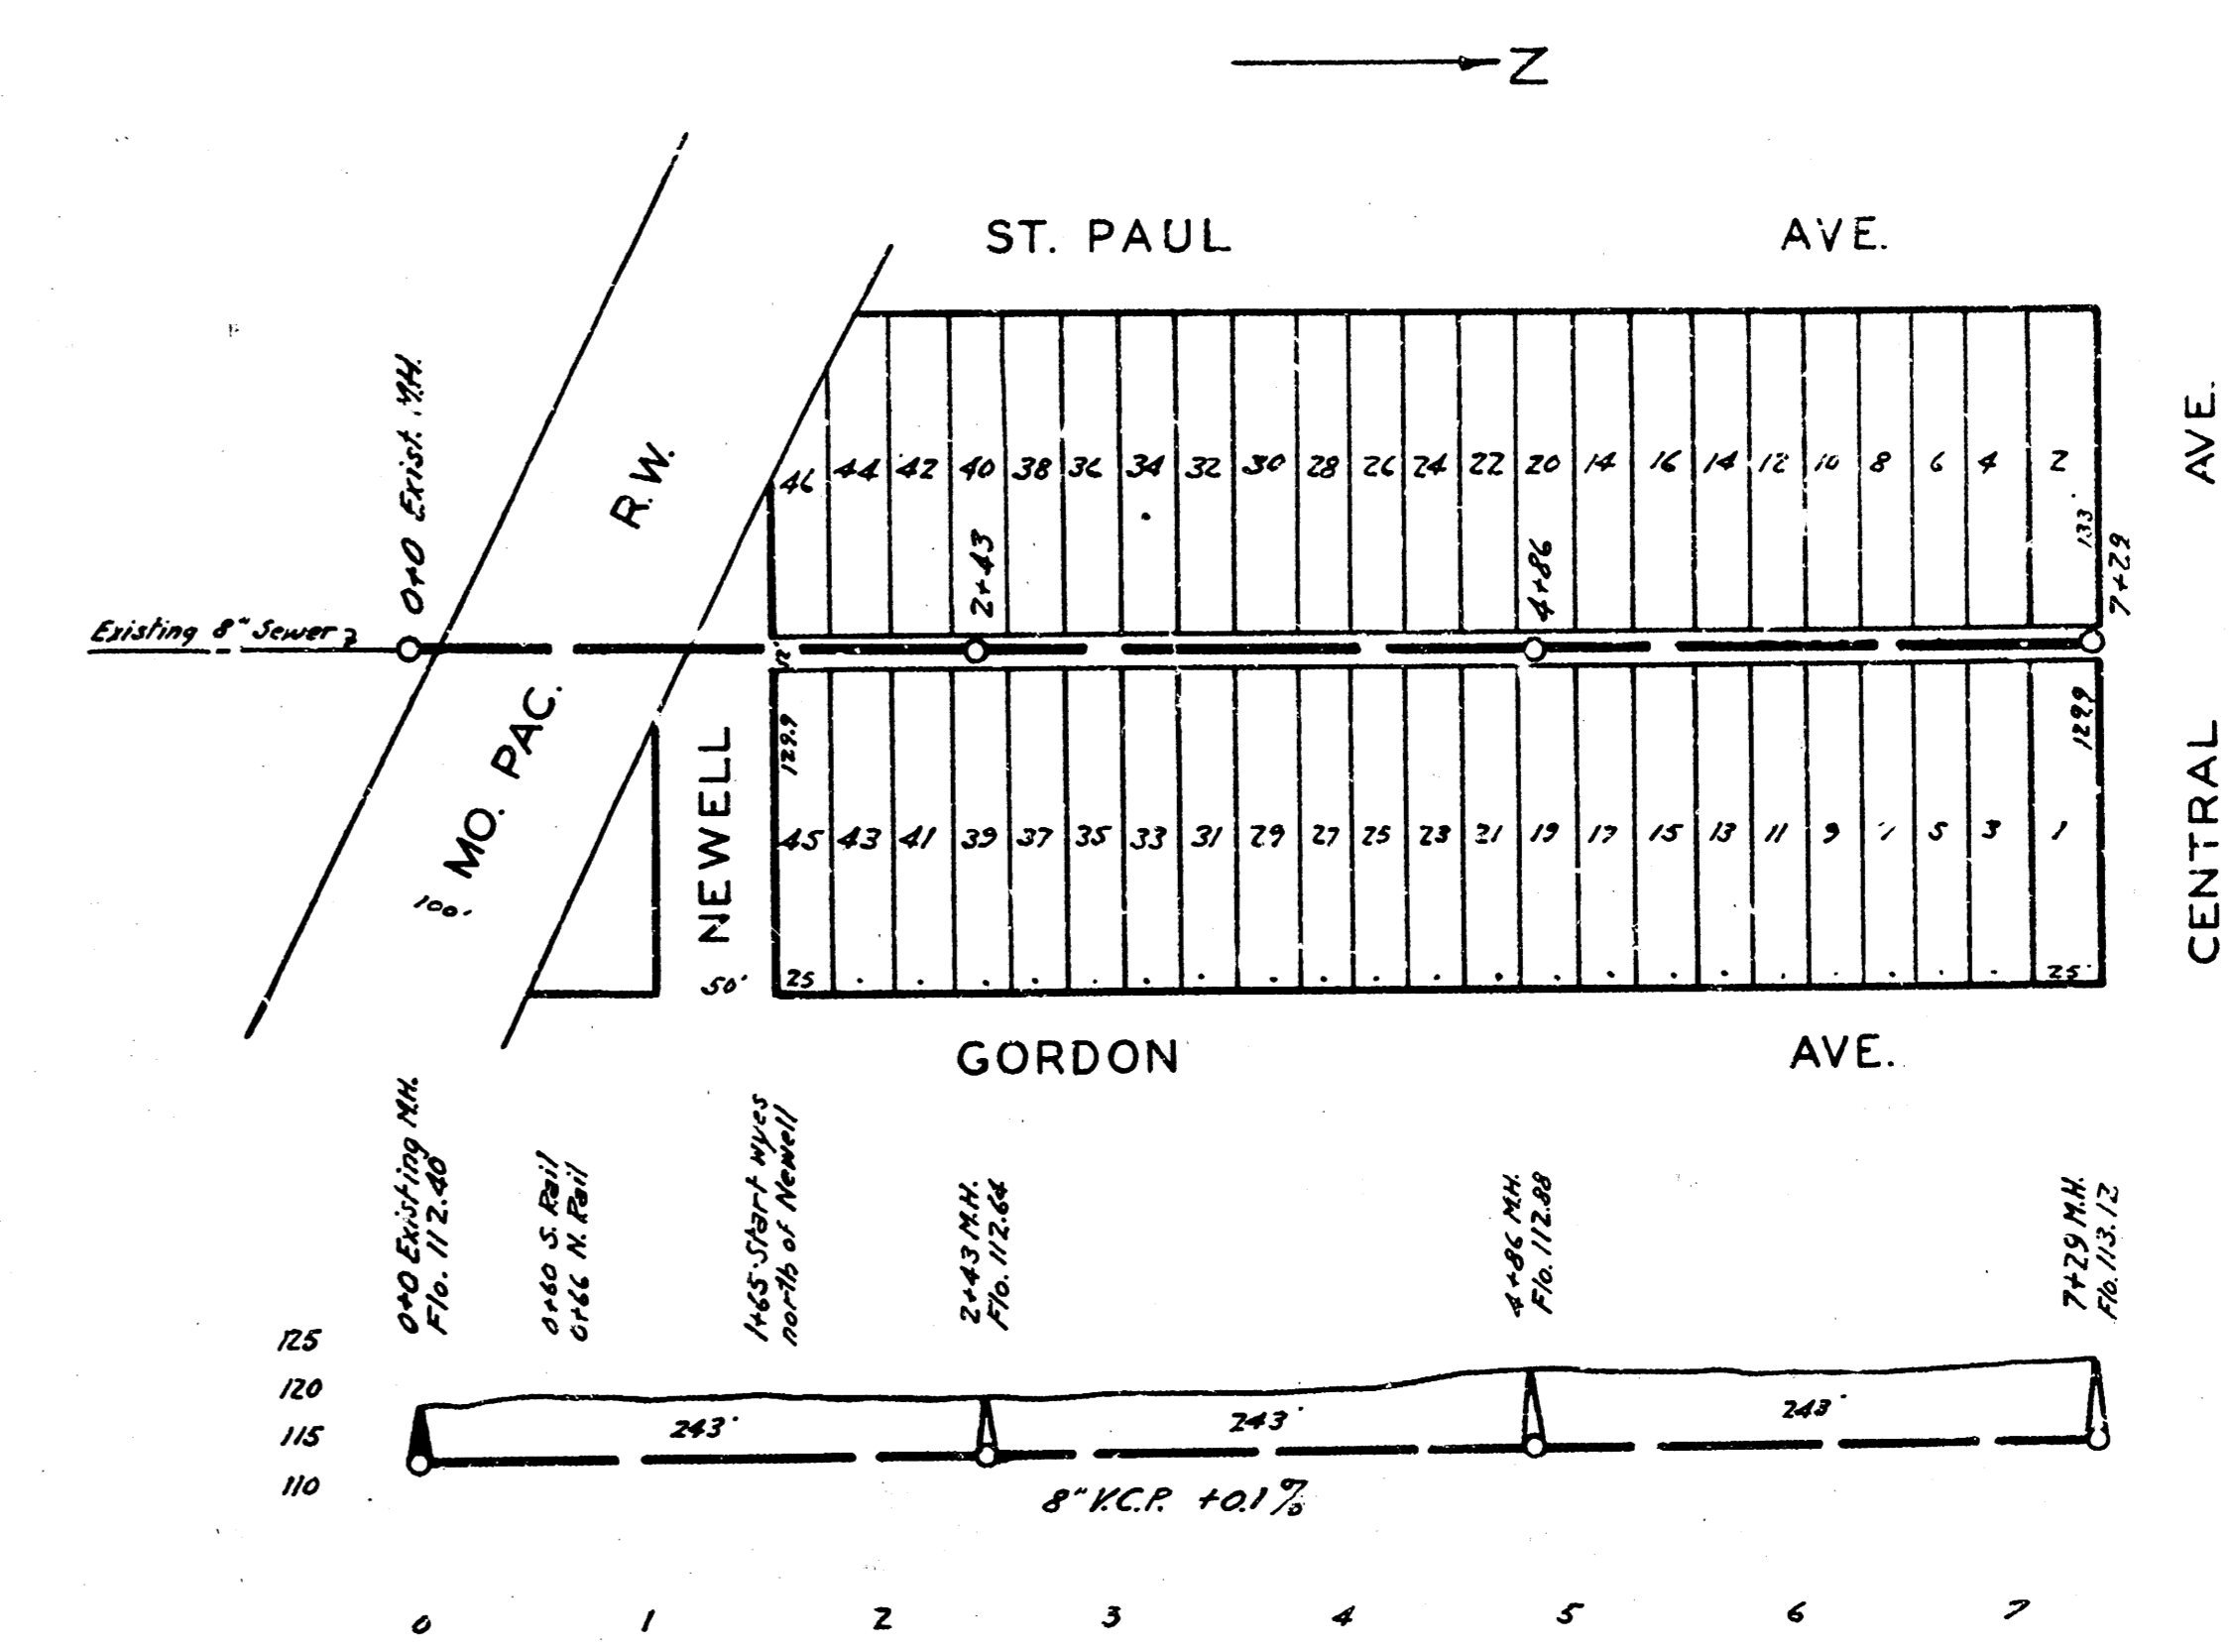 Z
ST. PAUL AVE.
0+0 Exist. M.H.
R.W.
46 44 42 40 38 36 34 32 30 28 26 24 22 20 14 16 14 12 10 8 6 4 2
2+43
4+86
133
7+29
AVE.
Existing 8" Sewer
12'
MO. PAC.
100'
NEWELL
50'
129.9
129.9
45 43 41 39 37 35 33 31 29 27 25 23 21 19 17 15 13 11 9 7 5 3 1
25
25'
CENTRAL
GORDON AVE.
0+0 Existing M.H.
Flo. 112.40
0+60 S. Rail
0+66 N. Rail
1+65 Start wyes
north of Newell
2+43 M.H.
Flo. 112.64
4+86 M.H.
Flo. 112.88
7+29 M.H.
Flo. 113.12
125
120
115
110
243'
243'
243'
8" V.C.P. +0.1%
0 1 2 3 4 5 6 7